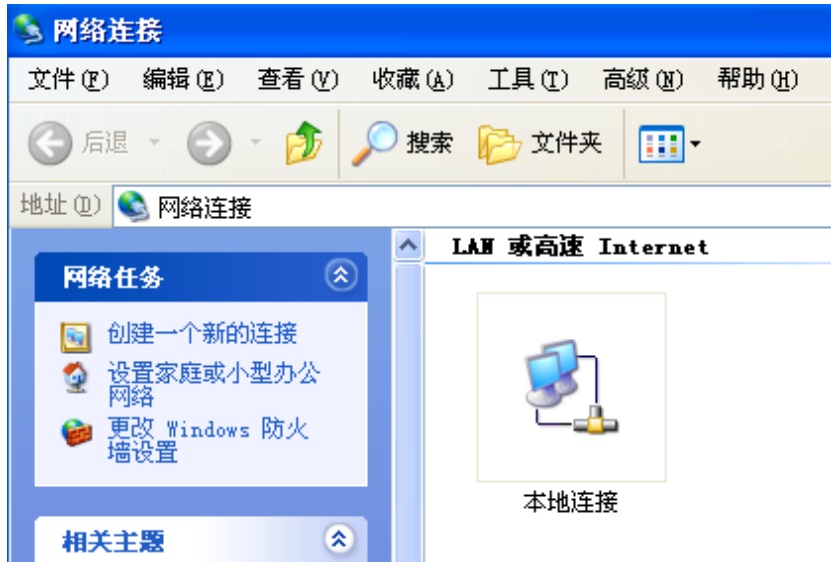 网络连接
文件(F) 编辑(E) 查看(V) 收藏(A) 工具(T) 高级(N) 帮助(H)
后退 搜索 文件夹
地址(D) 网络连接
网络任务
创建一个新的连接
设置家庭或小型办公
网络
更改 Windows 防火
墙设置
相关主题
LAN 或高速 Internet
本地连接